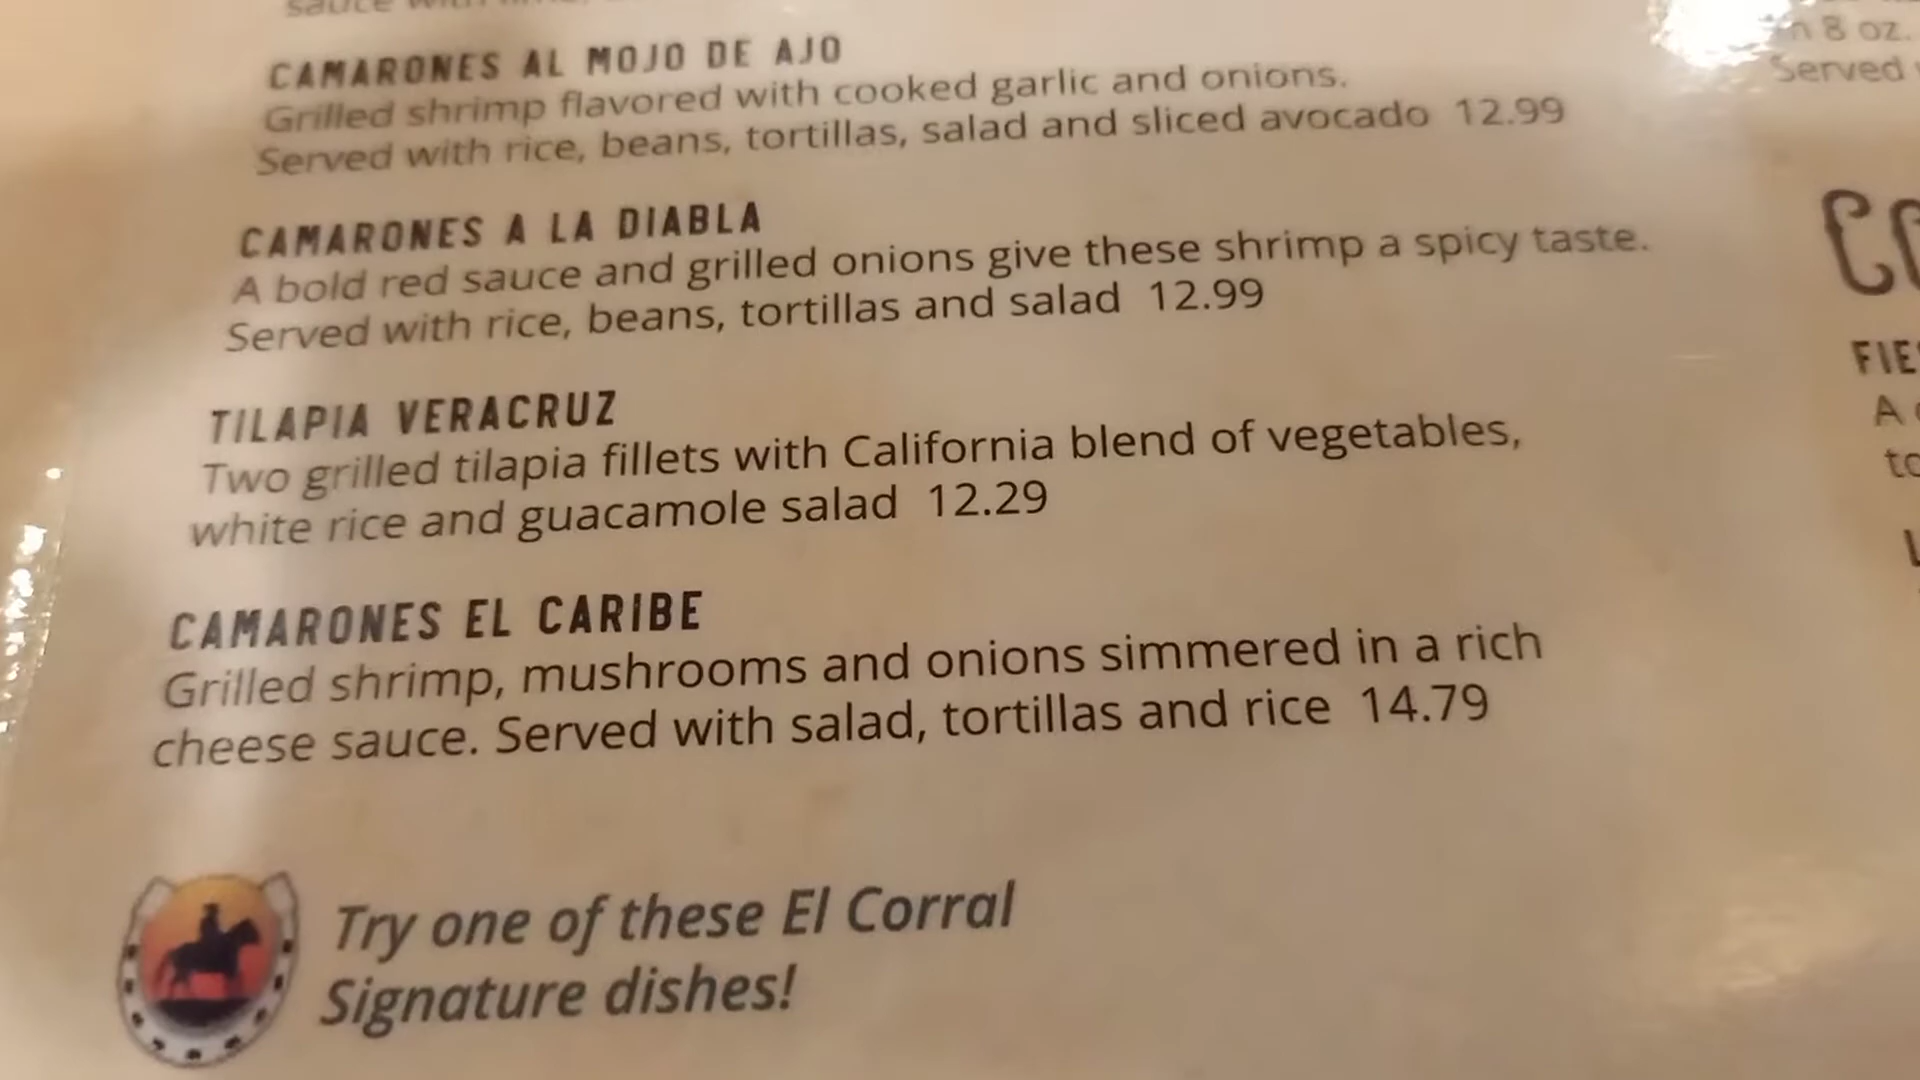 CAMARONES AL MOJO DE AJO
Grilled shrimp flavored with cooked garlic and onions.
Served with rice, beans, tortillas, salad and sliced avocado 12.99
CAMARONES A LA DIABLA
A bold red sauce and grilled onions give these shrimp a spicy taste.
Served with rice, beans, tortillas and salad 12.99
TILAPIA VERACRUZ
Two grilled tilapia fillets with California blend of vegetables,
white rice and guacamole salad 12.29
CAMARONES EL CARIBE
Grilled shrimp, mushrooms and onions simmered in a rich
cheese sauce. Served with salad, tortillas and rice 14.79
Try one of these El Corral
Signature dishes!
8 oz.
Served
A